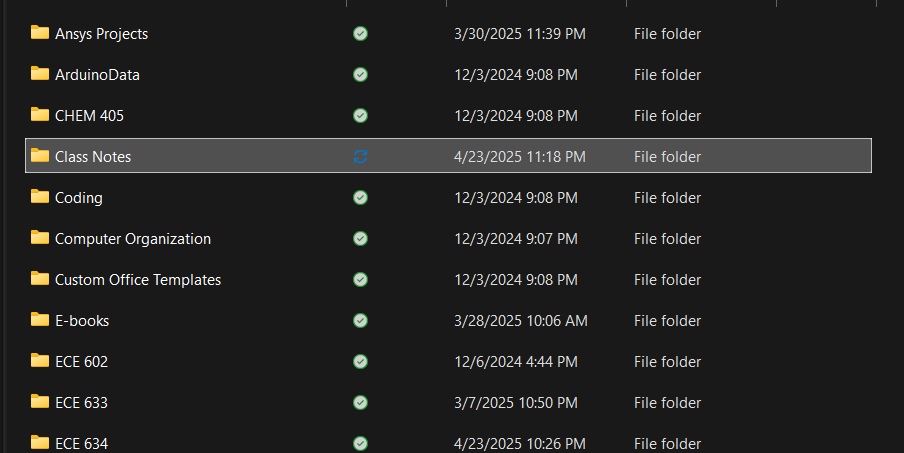 Ansys Projects 3/30/2025 11:39 PM File folder
ArduinoData 12/3/2024 9:08 PM File folder
CHEM 405 12/3/2024 9:08 PM File folder
Class Notes 4/23/2025 11:18 PM File folder
Coding 12/3/2024 9:08 PM File folder
Computer Organization 12/3/2024 9:07 PM File folder
Custom Office Templates 12/3/2024 9:08 PM File folder
E-books 3/28/2025 10:06 AM File folder
ECE 602 12/6/2024 4:44 PM File folder
ECE 633 3/7/2025 10:50 PM File folder
ECE 634 4/23/2025 10:26 PM File folder